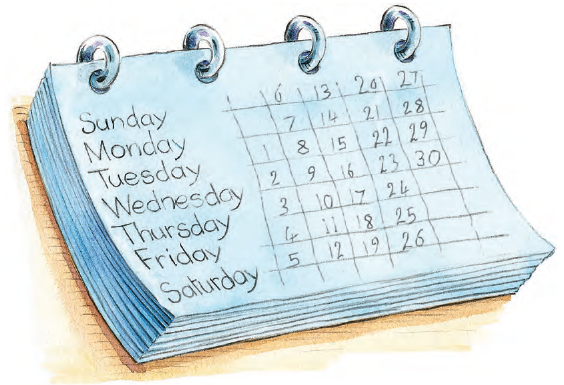 Sunday 6 13 20 27
Monday 7 14 21 28
Tuesday 1 8 15 22 29
Wednesday 2 9 16 23 30
Thursday 3 10 17 24
Friday 4 11 18 25
Saturday 5 12 19 26